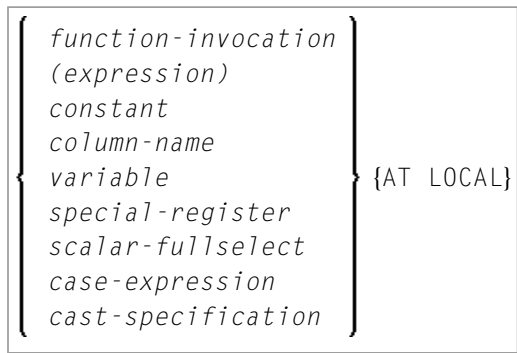 function-invocation
(expression)
constant
column-name
variable
special-register
scalar-fullselect
case-expression
cast-specification
{AT LOCAL}